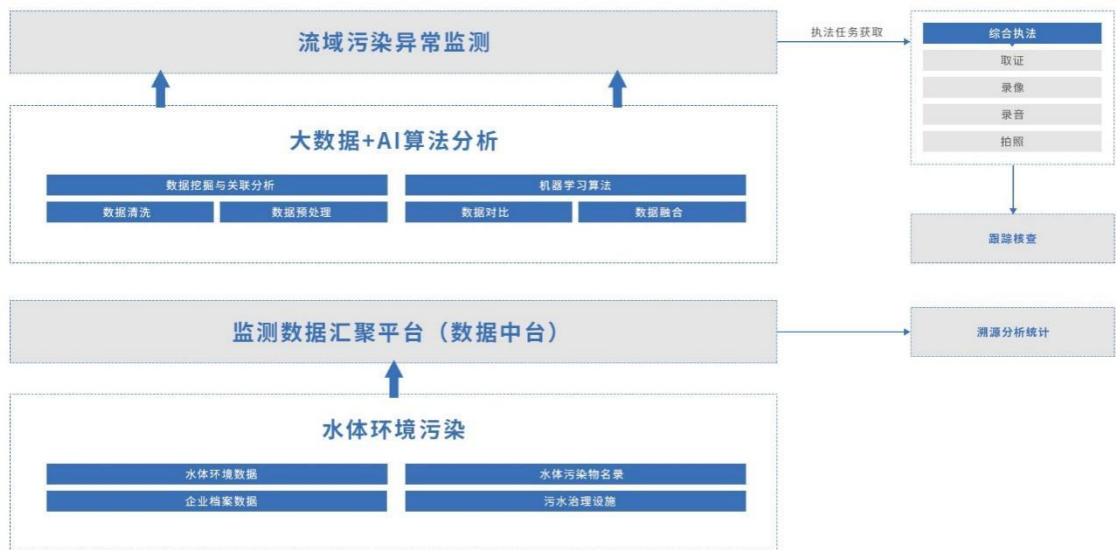 流域污染异常监测
执法任务获取
综合执法
取证
录像
录音
拍照
大数据+AI算法分析
数据挖掘与关联分析
机器学习算法
数据清洗
数据预处理
数据对比
数据融合
跟踪核查
监测数据汇聚平台（数据中台）
溯源分析统计
水体环境污染
水体环境数据
水体污染物名录
企业档案数据
污水治理设施